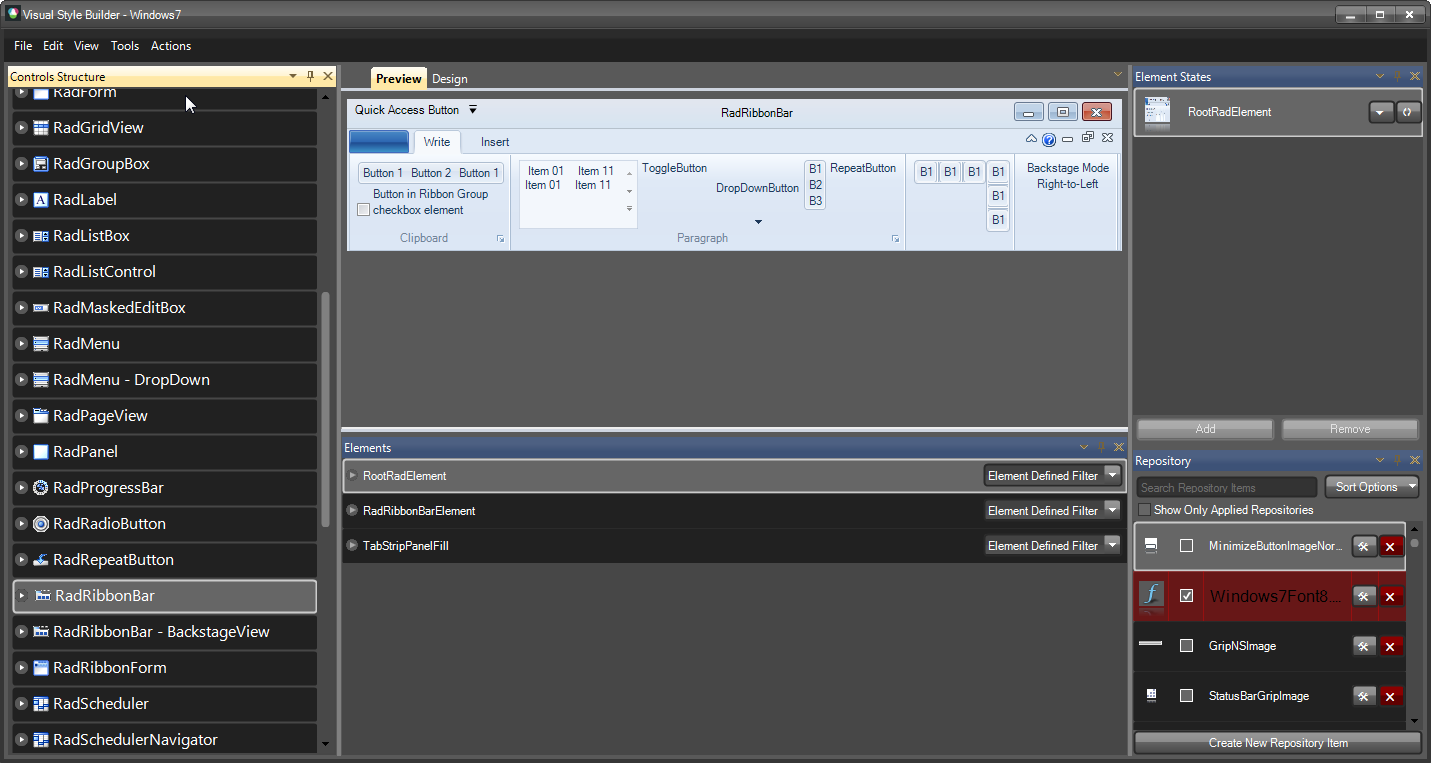 Visual Style Builder - Windows7
File Edit View Tools Actions
Controls Structure
RadForm
RadGridView
RadGroupBox
RadLabel
RadListBox
RadListControl
RadMaskedEditBox
RadMenu
RadMenu - DropDown
RadPageView
RadPanel
RadProgressBar
RadRadioButton
RadRepeatButton
RadRibbonBar
RadRibbonBar - BackstageView
RadRibbonForm
RadScheduler
RadSchedulerNavigator
Preview Design
Quick Access Button RadRibbonBar
Write Insert
Button 1 Button 2 Button 1
Button in Ribbon Group
checkbox element
Clipboard
Item 01 Item 11
Item 01 Item 11
ToggleButton
DropDownButton
B1
B2
B3
RepeatButton
Paragraph
B1 B1 B1 B1
B1
B1
Backstage Mode
Right-to-Left
Elements
RootRadElement Element Defined Filter
RadRibbonBarElement Element Defined Filter
TabStripPanelFill Element Defined Filter
Element States
RootRadElement
Add Remove
Repository
Search Repository Items Sort Options
Show Only Applied Repositories
MinimizeButtonImageNor...
Windows7Font8...
GripNSImage
StatusBarGripImage
Create New Repository Item